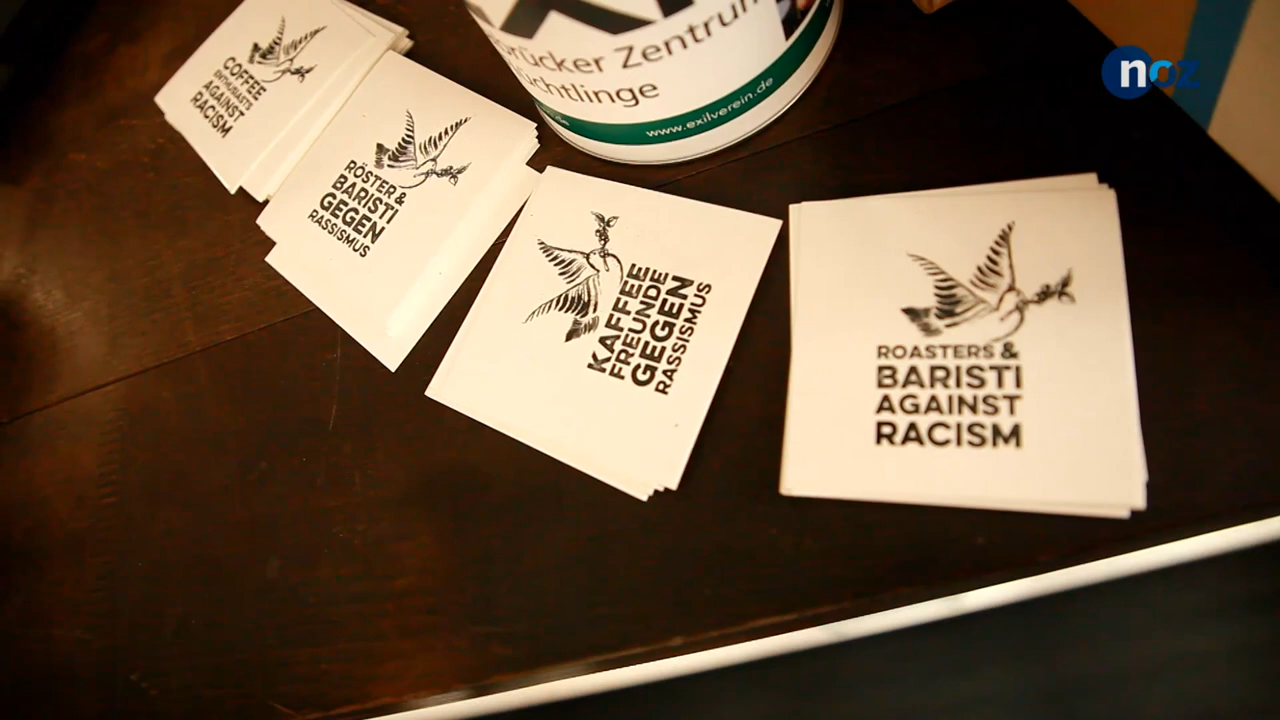 COFFEE
ENTHUSIASTS
AGAINST
RACISM
RÖSTER &
BARISTI
GEGEN
RASSISMUS
KAFFEE
FREUNDE
GEGEN
RASSISMUS
ROASTERS &
BARISTI
AGAINST
RACISM
brücker Zentrum
üchtlinge
www.exilverein.de
noz